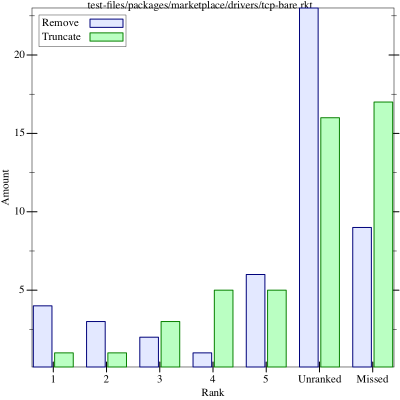 test-files/packages/marketplace/drivers/tcp-bare.rkt
Remove
Truncate
20
15
10
5
Amount
1 2 3 4 5 Unranked Missed
Rank